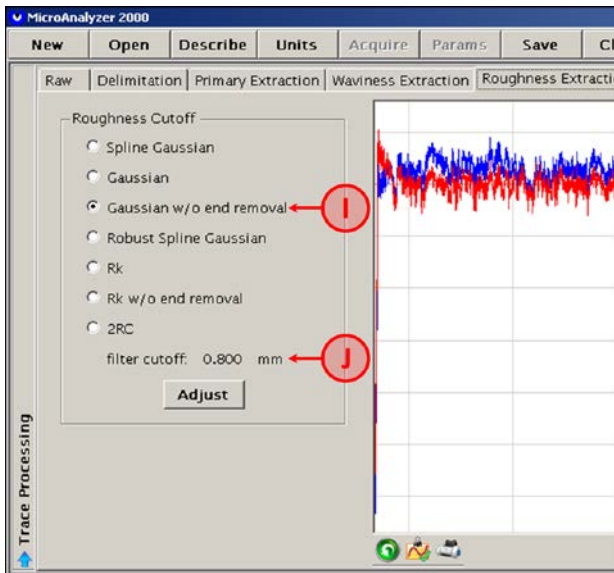 MicroAnalyzer 2000
New Open Describe Units Acquire Params Save
Raw Delimitation Primary Extraction Waviness Extraction Roughness
Roughness Cutoff
Spline Gaussian
Gaussian
Gaussian w/o end removal I
Robust Spline Gaussian
Rk
Rk w/o end removal
2RC
filter cutoff: 0.800 mm J
Adjust
Trace Processing